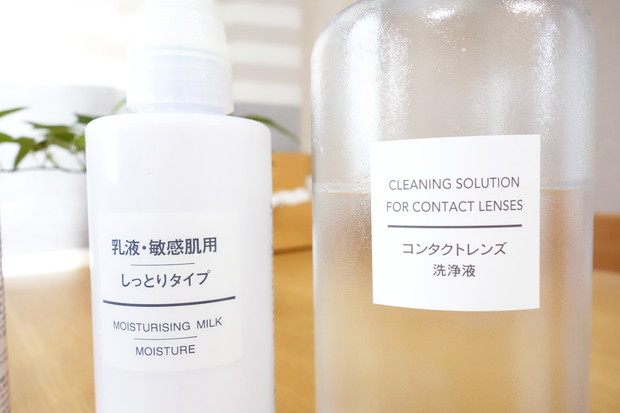 乳液・敏感肌用
しっとりタイプ
MOISTURISING MILK
MOISTURE
CLEANING SOLUTION
FOR CONTACT LENSES
コンタクトレンズ
洗浄液